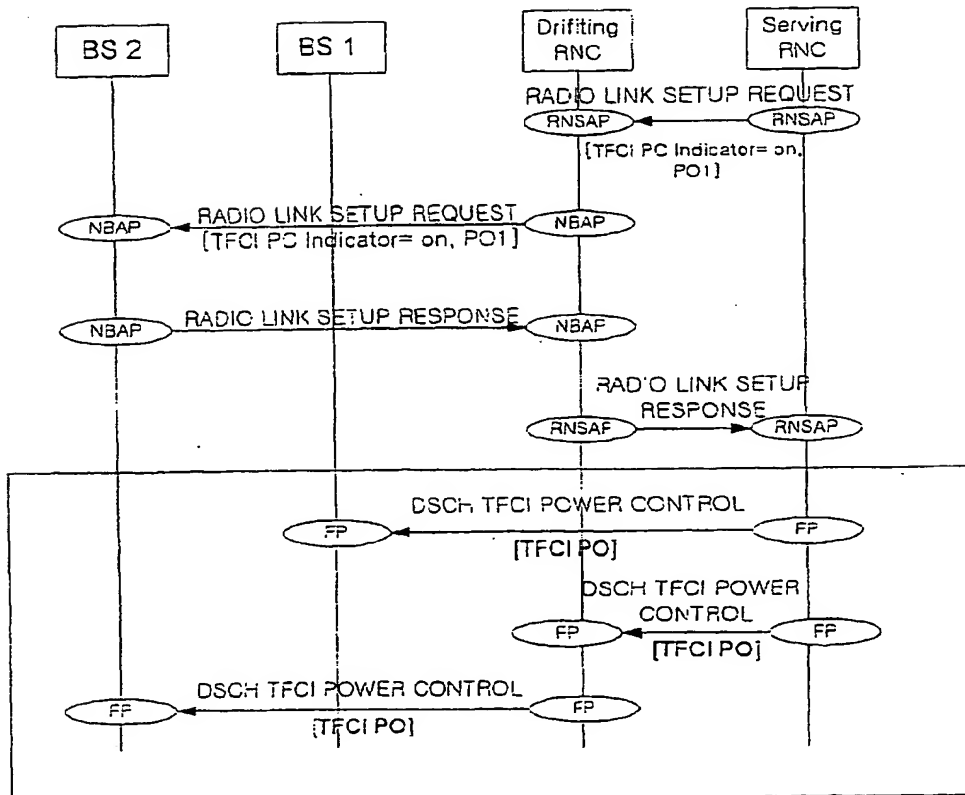 BS 2
BS 1
Drifiting
RNC
Serving
RNC
RADIO LINK SETUP REQUEST
RNSAP
RNSAP
[TFCI PC Indicator= on,
PO1]
NBAP
RADIO LINK SETUP REQUEST
NBAP
[TFCI PC Indicator= on, PO1]
NBAP
RADIO LINK SETUP RESPONSE
NBAP
RADIO LINK SETUP
RESPONSE
RNSAP
RNSAP
DSCH TFCI POWER CONTROL
FP
FP
[TFCI PO]
DSCH TFCI POWER
CONTROL
FP
FP
[TFCI PO]
DSCH TFCI POWER CONTROL
FP
FP
[TFCI PO]